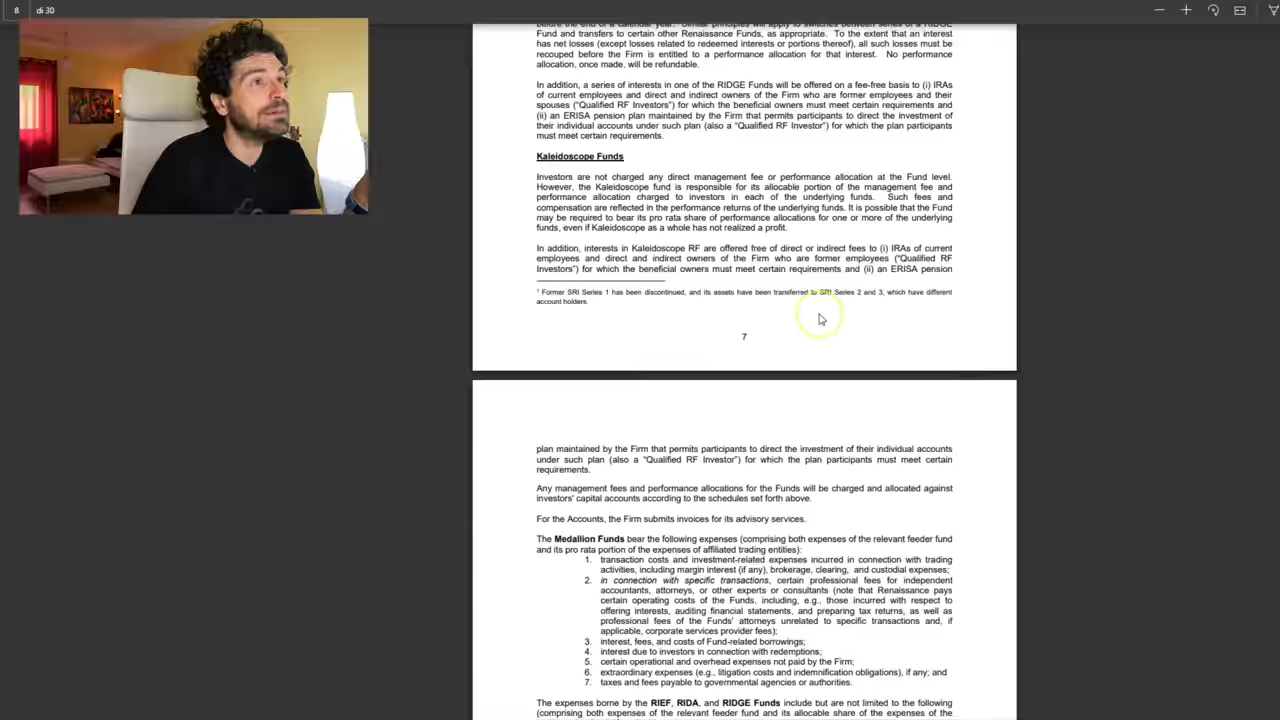 8 di 30
before the end of a calendar year. Similar principles will apply to switches between series of a RIDGE
Fund and transfers to certain other Renaissance Funds, as appropriate. To the extent that an interest
has net losses (except losses related to redeemed interests or portions thereof), all such losses must be
recouped before the Firm is entitled to a performance allocation for that interest. No performance
allocation, once made, will be refundable.
In addition, a series of interests in one of the RIDGE Funds will be offered on a fee-free basis to (i) IRAs
of current employees and direct and indirect owners of the Firm who are former employees and their
spouses (“Qualified RF Investors”) for which the beneficial owners must meet certain requirements and
(ii) an ERISA pension plan maintained by the Firm that permits participants to direct the investment of
their individual accounts under such plan (also a “Qualified RF Investor”) for which the plan participants
must meet certain requirements.
Kaleidoscope Funds
Investors are not charged any direct management fee or performance allocation at the Fund level.
However, the Kaleidoscope fund is responsible for its allocable portion of the management fee and
performance allocation charged to investors in each of the underlying funds. Such fees and
compensation are reflected in the performance returns of the underlying funds. It is possible that the Fund
may be required to bear its pro rata share of performance allocations for one or more of the underlying
funds, even if Kaleidoscope as a whole has not realized a profit.
In addition, interests in Kaleidoscope RF are offered free of direct or indirect fees to (i) IRAs of current
employees and direct and indirect owners of the Firm who are former employees (“Qualified RF
Investors”) for which the beneficial owners must meet certain requirements and (ii) an ERISA pension
¹ Former SRI Series 1 has been discontinued, and its assets have been transferred to SRI Series 2 and 3, which have different
account holders.
7
plan maintained by the Firm that permits participants to direct the investment of their individual accounts
under such plan (also a “Qualified RF Investor”) for which the plan participants must meet certain
requirements.
Any management fees and performance allocations for the Funds will be charged and allocated against
investors’ capital accounts according to the schedules set forth above.
For the Accounts, the Firm submits invoices for its advisory services.
The Medallion Funds bear the following expenses (comprising both expenses of the relevant feeder fund
and its pro rata portion of the expenses of affiliated trading entities):
1. transaction costs and investment-related expenses incurred in connection with trading
activities, including margin interest (if any), brokerage, clearing, and custodial expenses;
2. in connection with specific transactions, certain professional fees for independent
accountants, attorneys, or other experts or consultants (note that Renaissance pays
certain operating costs of the Funds, including, e.g., those incurred with respect to
offering interests, auditing financial statements, and preparing tax returns, as well as
professional fees of the Funds’ attorneys unrelated to specific transactions and, if
applicable, corporate services provider fees);
3. interest, fees, and costs of Fund-related borrowings;
4. interest due to investors in connection with redemptions;
5. certain operational and overhead expenses not paid by the Firm;
6. extraordinary expenses (e.g., litigation costs and indemnification obligations), if any; and
7. taxes and fees payable to governmental agencies or authorities.
The expenses borne by the RIEF, RIDA, and RIDGE Funds include but are not limited to the following
(comprising both expenses of the relevant feeder fund and its allocable share of the expenses of the